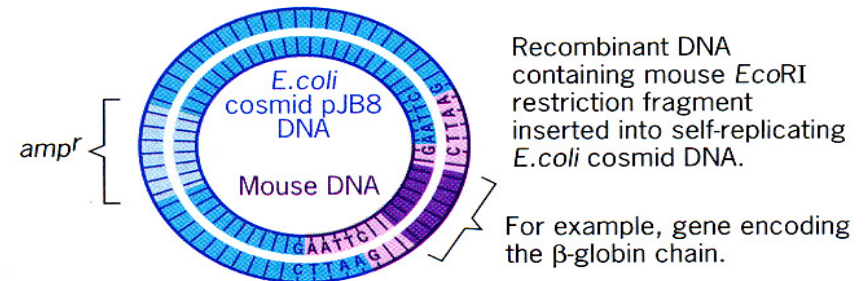 E.coli
cosmid pJB8
DNA
Mouse DNA
amp^r
GAATTC
CTTAAG
GAATTC
CTTAAG
Recombinant DNA
containing mouse EcoRI
restriction fragment
inserted into self-replicating
E.coli cosmid DNA.
For example, gene encoding
the β-globin chain.